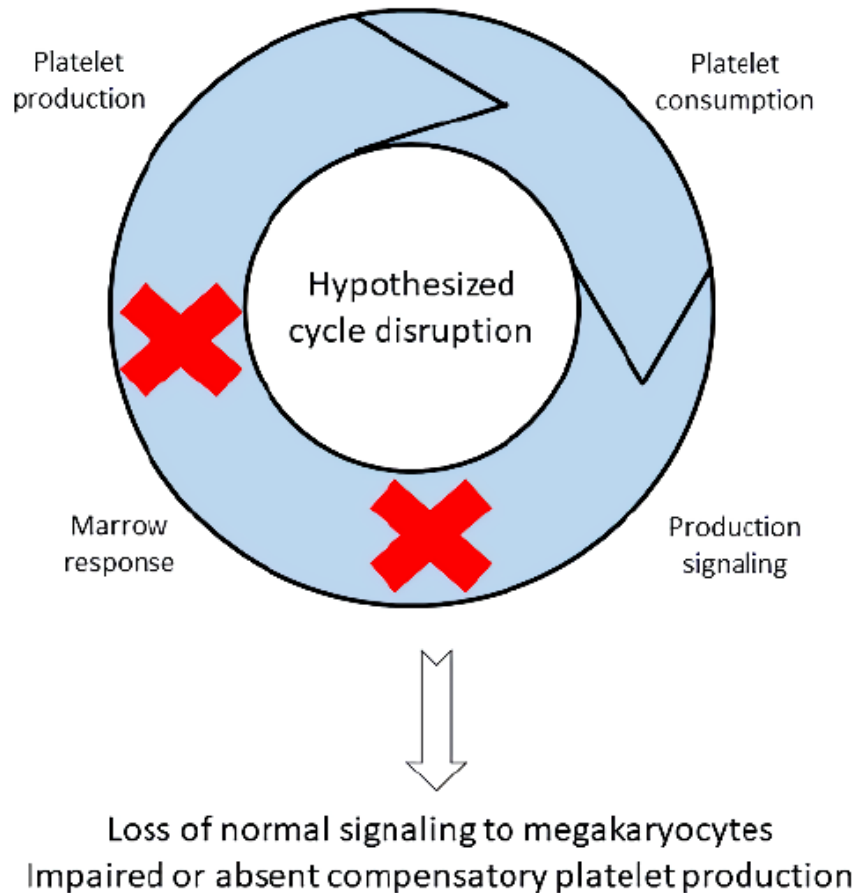 Platelet
production
Platelet
consumption
Hypothesized
cycle disruption
Marrow
response
Production
signaling
Loss of normal signaling to megakaryocytes
Impaired or absent compensatory platelet production